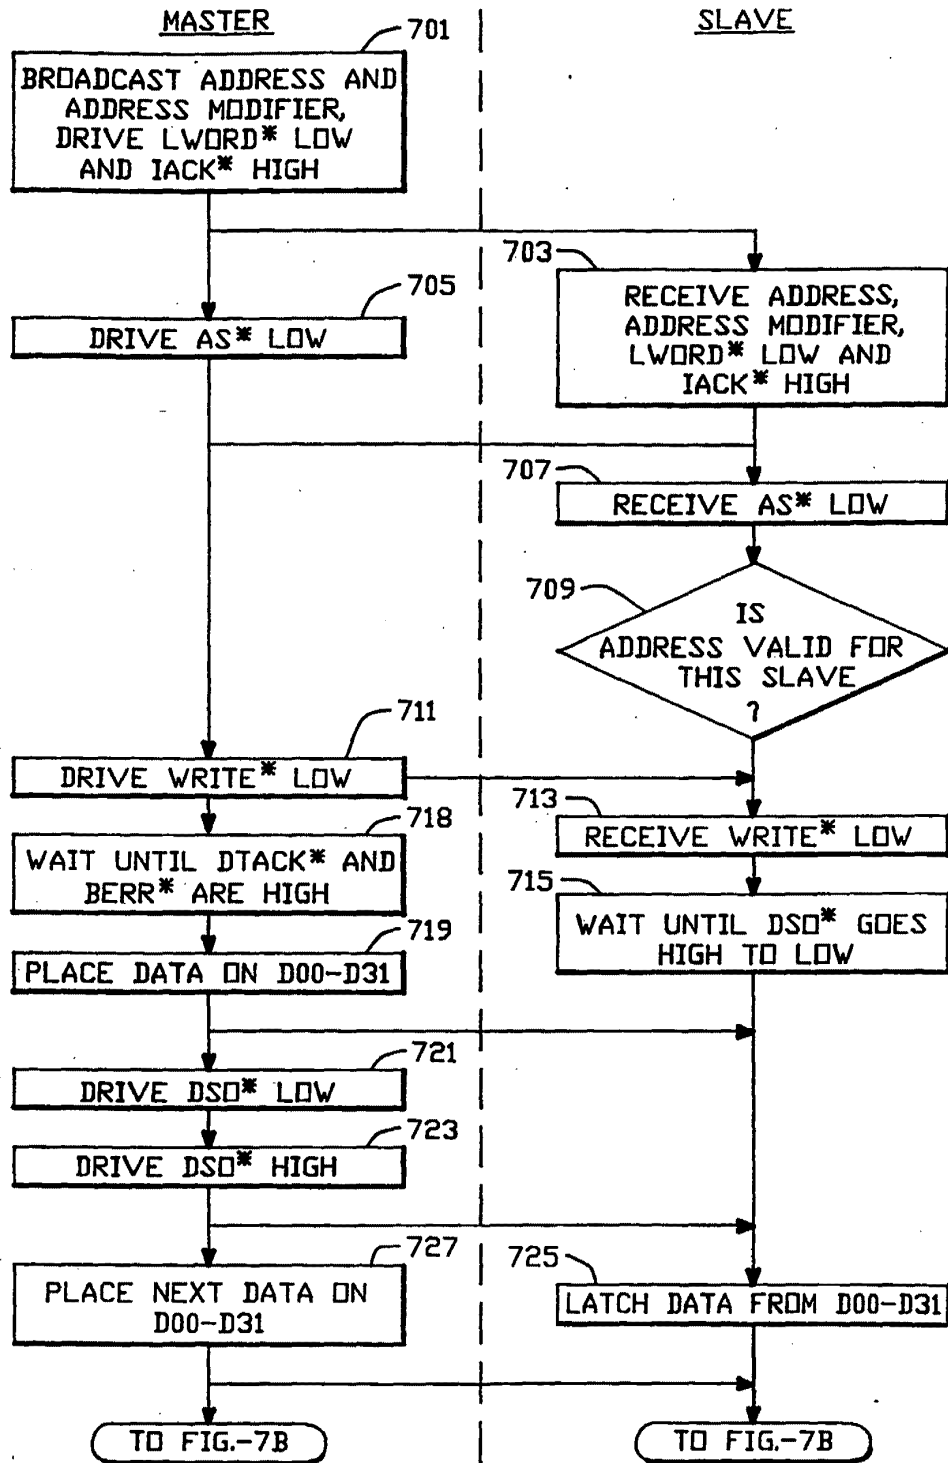 MASTER
SLAVE
701
BROADCAST ADDRESS AND
ADDRESS MODIFIER,
DRIVE LWORD* LOW
AND IACK* HIGH
703
RECEIVE ADDRESS,
ADDRESS MODIFIER,
LWORD* LOW AND
IACK* HIGH
705
DRIVE AS* LOW
707
RECEIVE AS* LOW
709
IS
ADDRESS VALID FOR
THIS SLAVE
?
711
DRIVE WRITE* LOW
713
RECEIVE WRITE* LOW
718
WAIT UNTIL DTACK* AND
BERR* ARE HIGH
715
WAIT UNTIL DSO* GOES
HIGH TO LOW
719
PLACE DATA ON D00-D31
721
DRIVE DSO* LOW
723
DRIVE DSO* HIGH
727
PLACE NEXT DATA ON
D00-D31
725
LATCH DATA FROM D00-D31
TO FIG.-7B
TO FIG.-7B